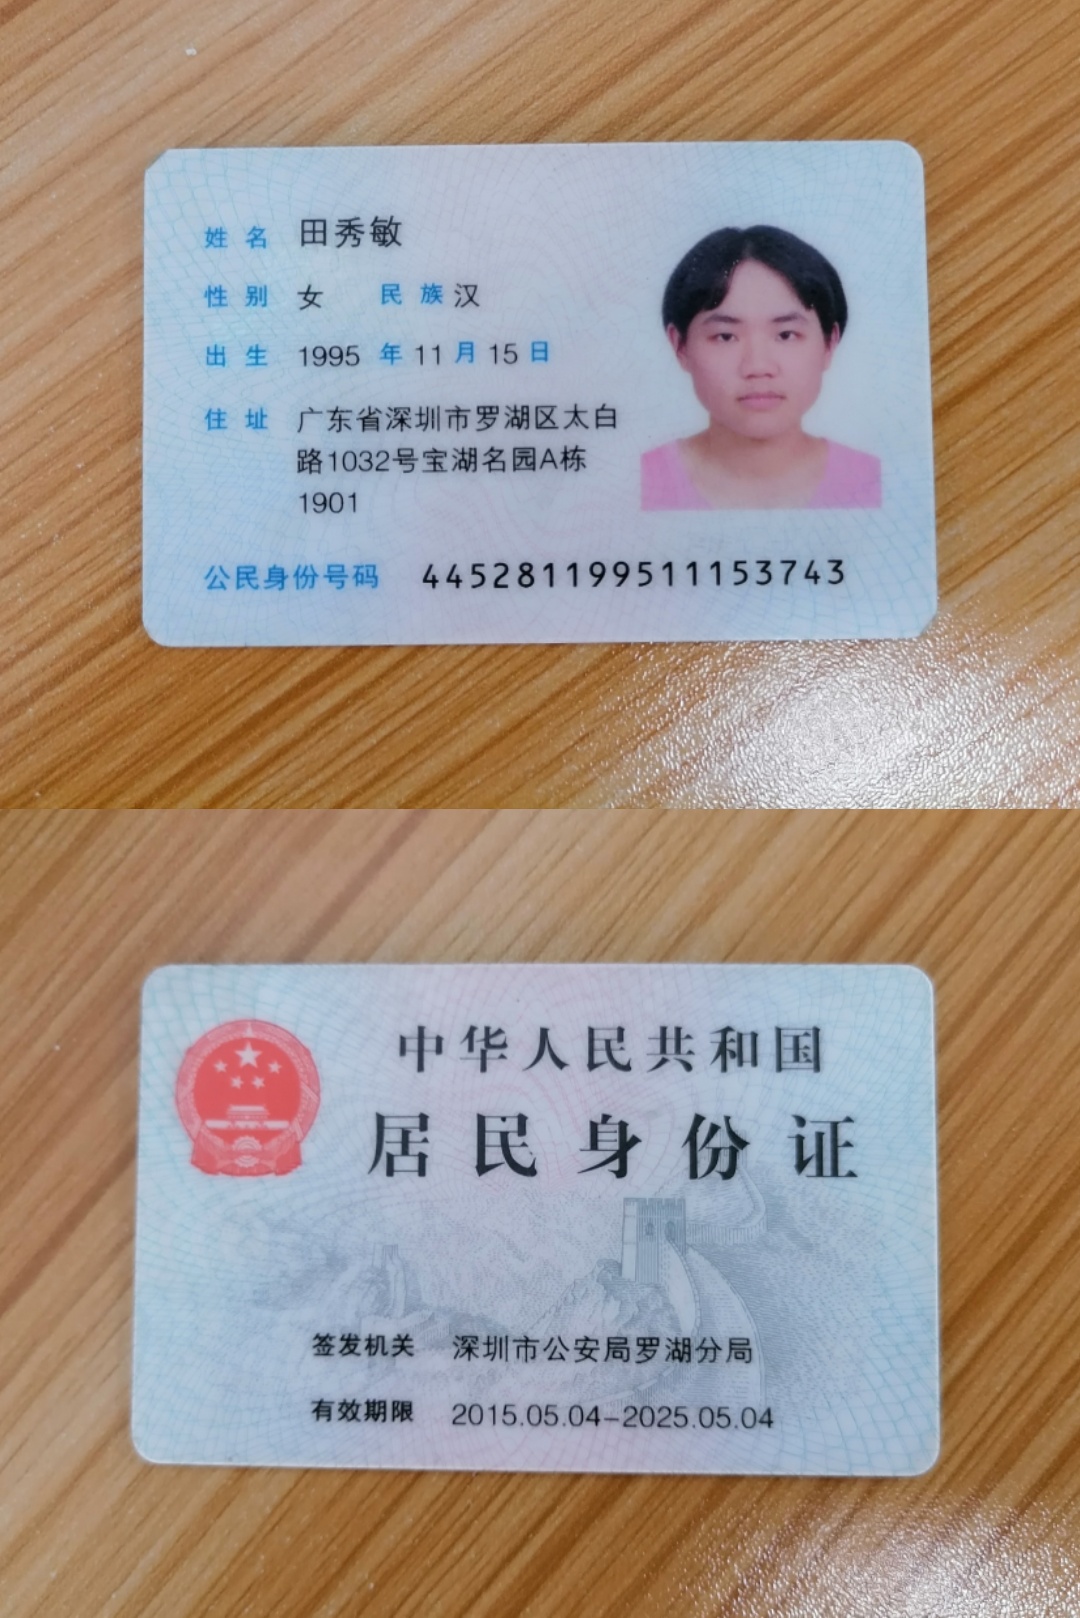 姓名 田秀敏
性别 女 民族 汉
出生 1995 年 11 月 15 日
住址 广东省深圳市罗湖区太白
路1032号宝湖名园A栋
1901
公民身份号码 445281199511153743
中华人民共和国
居民身份证
签发机关 深圳市公安局罗湖分局
有效期限 2015.05.04-2025.05.04